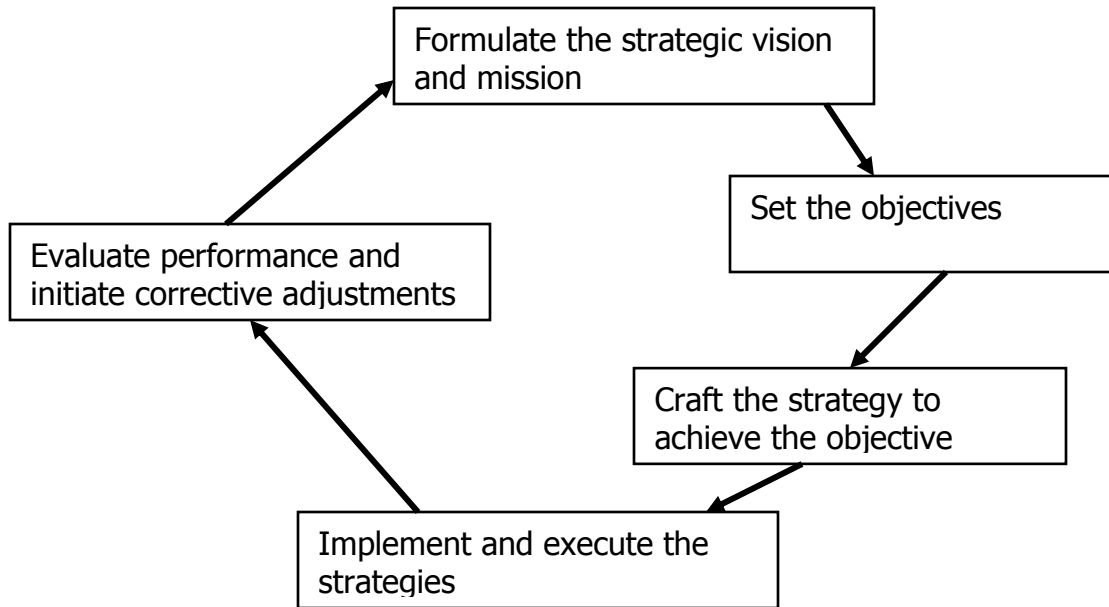 Formulate the strategic vision
and mission
Set the objectives
Craft the strategy to
achieve the objective
Implement and execute the
strategies
Evaluate performance and
initiate corrective adjustments